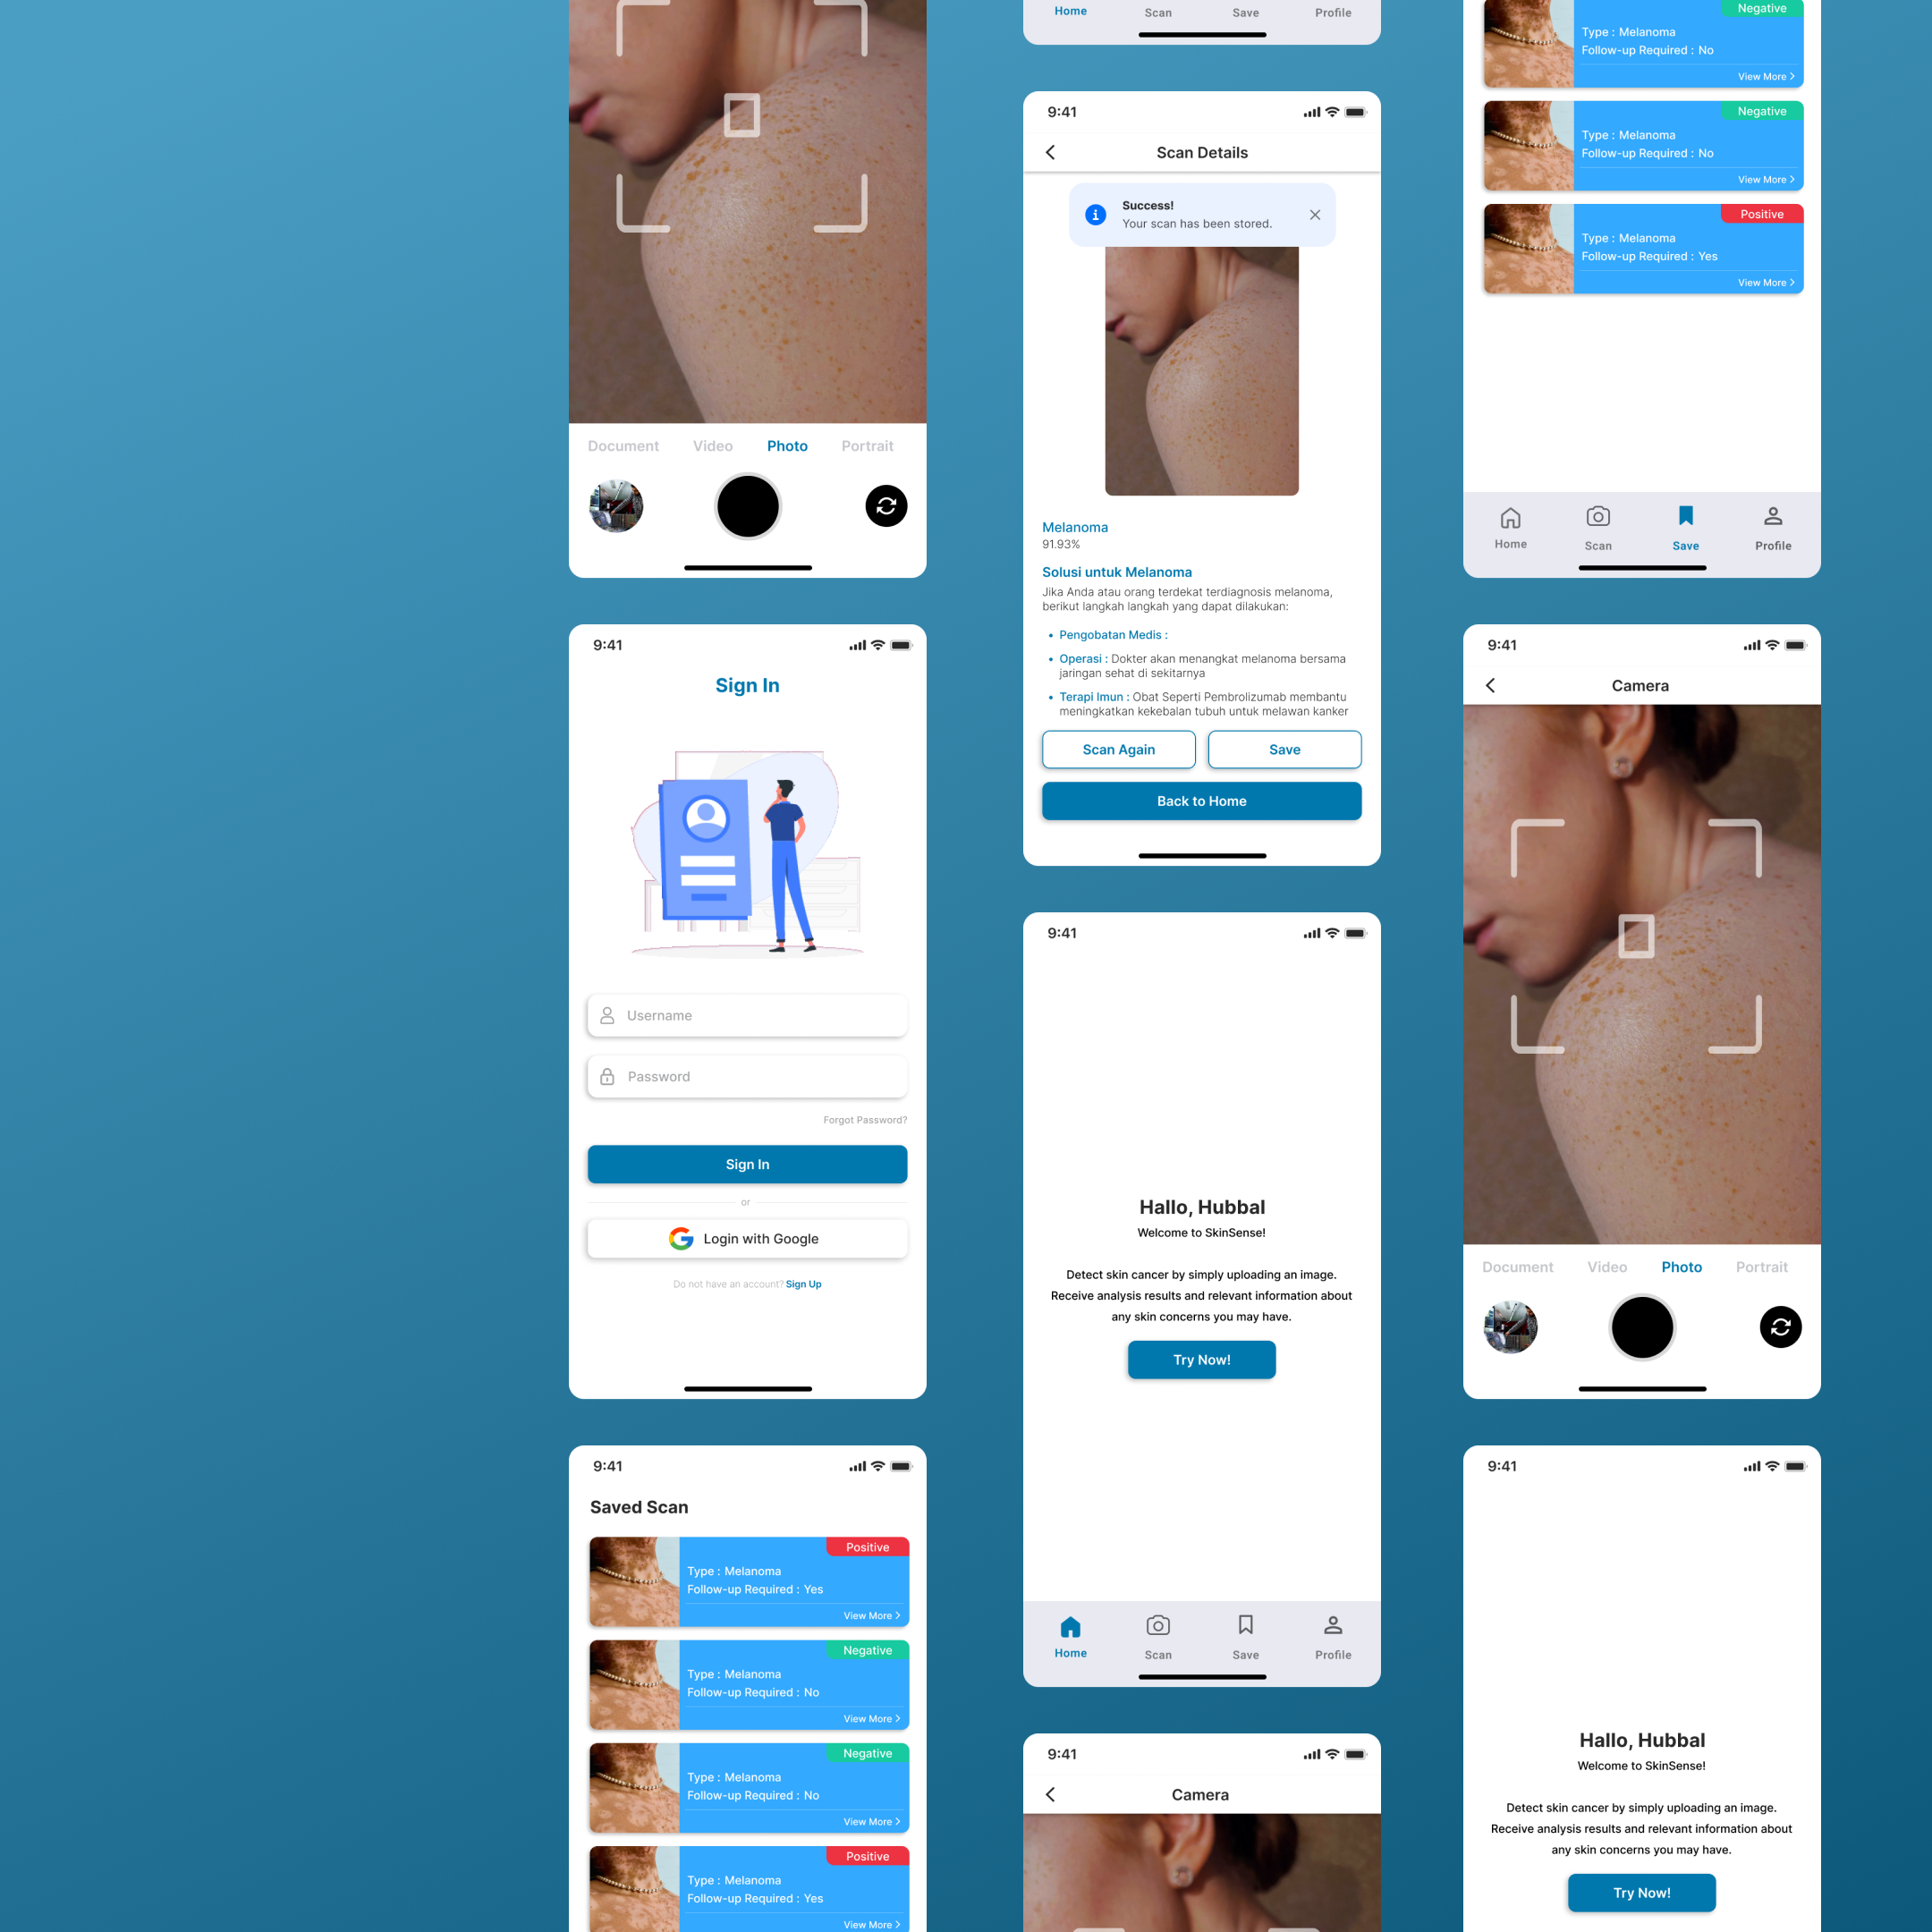 Document Video Photo Portrait
9:41
Sign In
Username
Password
Forgot Password?
Sign In
or
Login with Google
Do not have an account? Sign Up
9:41
Saved Scan
Positive
Type : Melanoma
Follow-up Required : Yes
View More
Negative
Type : Melanoma
Follow-up Required : No
View More
Negative
Type : Melanoma
Follow-up Required : No
View More
Positive
Type : Melanoma
Follow-up Required : Yes
View More
Home Scan Save Profile
9:41
Scan Details
Success!
Your scan has been stored.
Melanoma
91.93%
Solusi untuk Melanoma
Jika Anda atau orang terdekat terdiagnosis melanoma,
berikut langkah langkah yang dapat dilakukan:
• Pengobatan Medis :
• Operasi : Dokter akan menangkat melanoma bersama
jaringan sehat di sekitarnya
• Terapi Imun : Obat Seperti Pembrolizumab membantu
meningkatkan kekebalan tubuh untuk melawan kanker
Scan Again Save
Back to Home
9:41
Hallo, Hubbal
Welcome to SkinSense!
Detect skin cancer by simply uploading an image.
Receive analysis results and relevant information about
any skin concerns you may have.
Try Now!
Home Scan Save Profile
9:41
Camera
Negative
Type : Melanoma
Follow-up Required : No
View More
Negative
Type : Melanoma
Follow-up Required : No
View More
Positive
Type : Melanoma
Follow-up Required : Yes
View More
Home Scan Save Profile
9:41
Camera
Document Video Photo Portrait
9:41
Hallo, Hubbal
Welcome to SkinSense!
Detect skin cancer by simply uploading an image.
Receive analysis results and relevant information about
any skin concerns you may have.
Try Now!